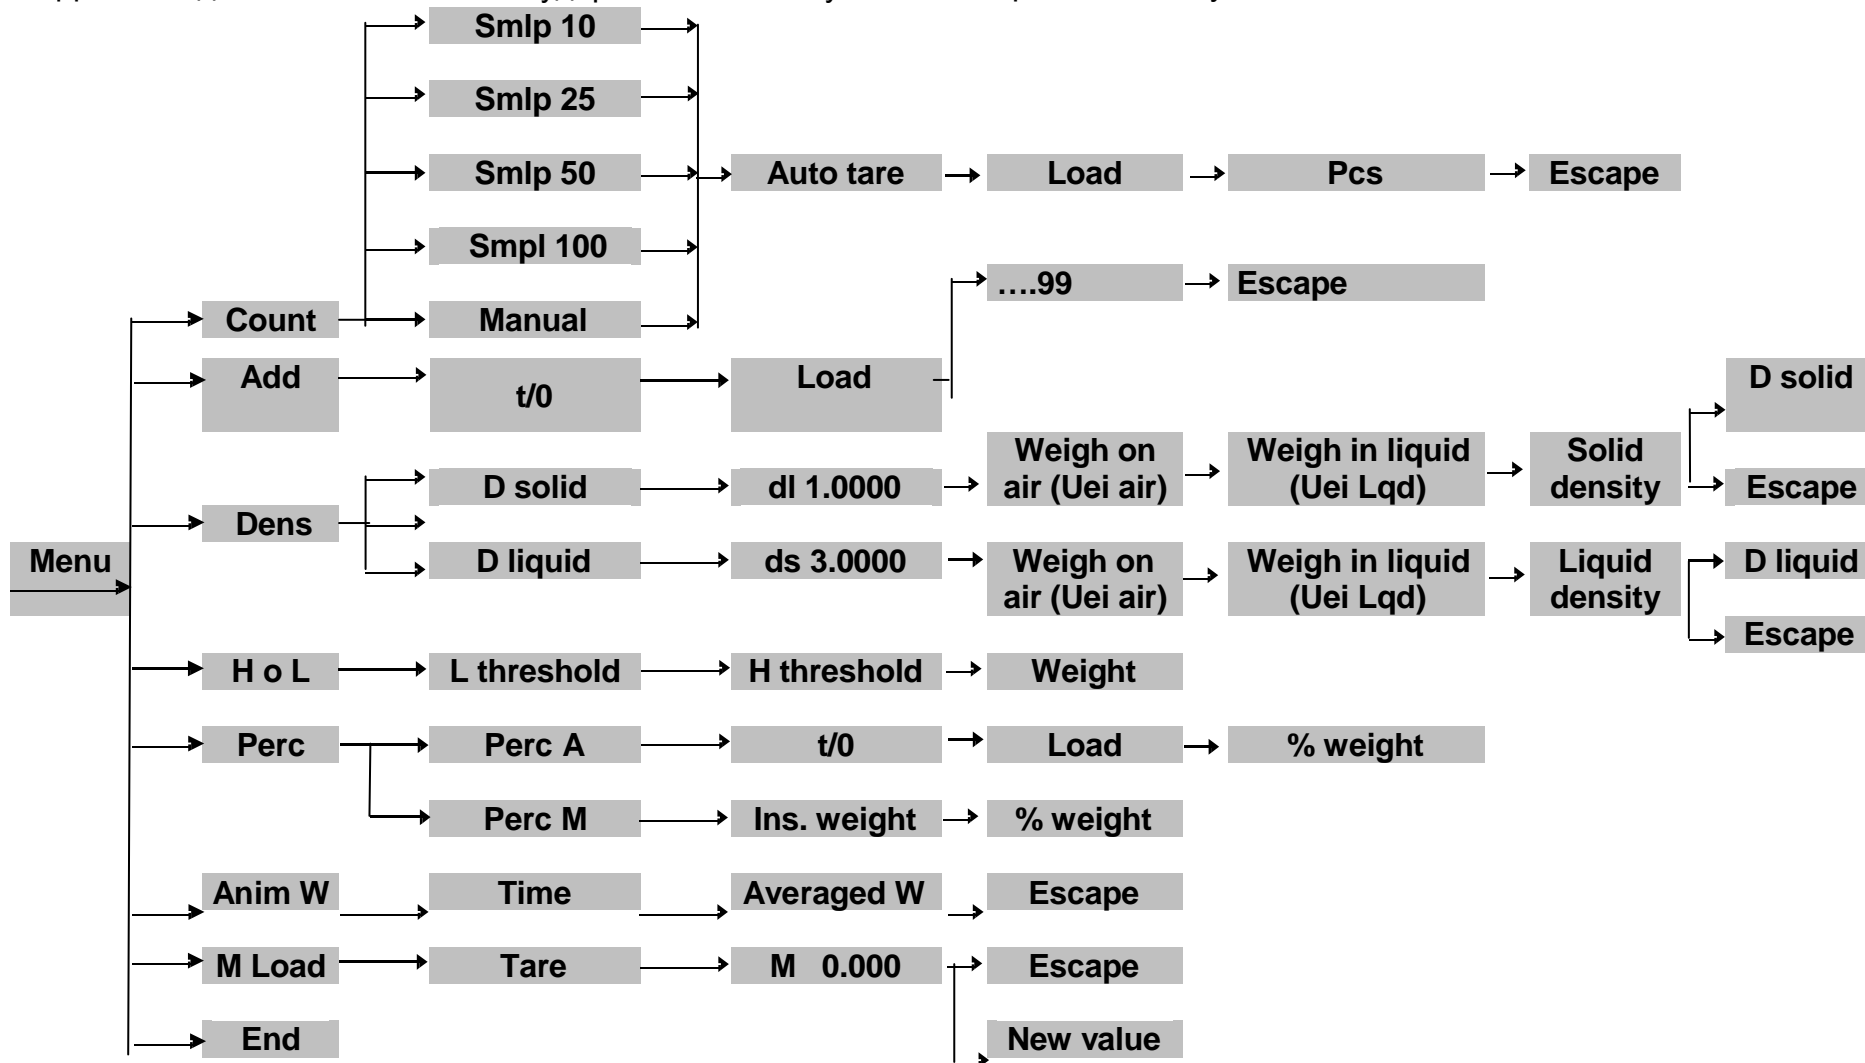 Smlp 10
Smlp 25
Smlp 50 Auto tare Load Pcs Escape
Smpl 100
….99 Escape
Count Manual
Add t/0 Load D solid
Weigh on Weigh in liquid Solid
D solid dl 1.0000 air (Uei air) (Uei Lqd) density Escape
Dens
Menu D liquid ds 3.0000 Weigh on Weigh in liquid Liquid D liquid
air (Uei air) (Uei Lqd) density
Escape
H o L L threshold H threshold Weight
Perc Perc A t/0 Load % weight
Perc M Ins. weight % weight
Anim W Time Averaged W Escape
M Load Tare M 0.000 Escape
End New value